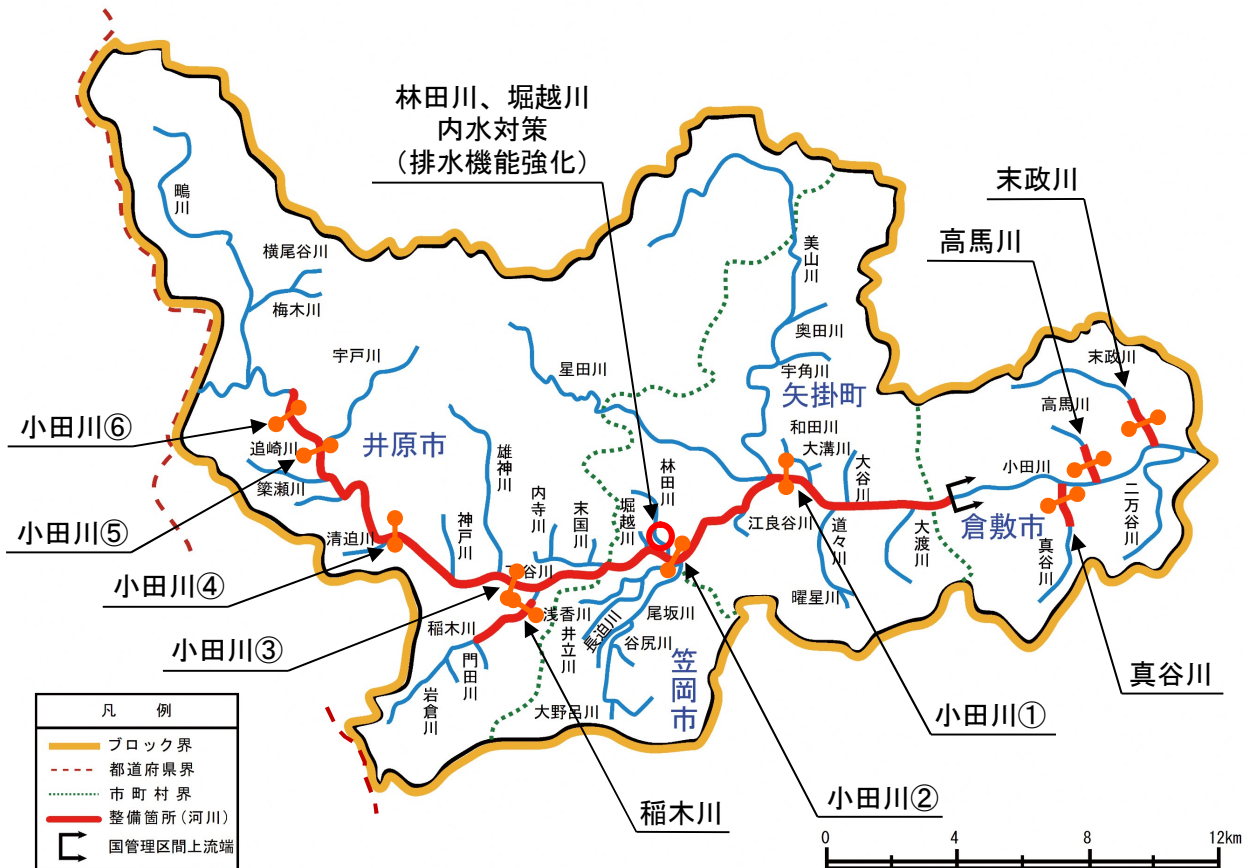 林田川、堀越川
内水対策
(排水機能強化)
末政川
高馬川
鴫川
横尾谷川
梅木川
宇戸川
星田川
美山川
奥田川
宇角川
矢掛町
末政川
高馬川
小田川⑥
追崎川
井原市
雄神川
簗瀬川
和田川
大溝川
大谷川
小田川
小田川⑤
林田川
堀越川
内寺川
末国川
神戸川
清迫川
江良谷川
道々川
大渡川
倉敷市
二万谷川
真谷川
小田川④
谷川
曜星川
浅香川
尾坂川
長迫川
井立川
谷尻川
稲木川
門田川
岩倉川
大野呂川
笠岡市
小田川③
真谷川
小田川①
小田川②
稲木川
凡 例
ブロック界
都道府県界
市町村界
整備箇所(河川)
国管理区間上流端
0 4 8 12km